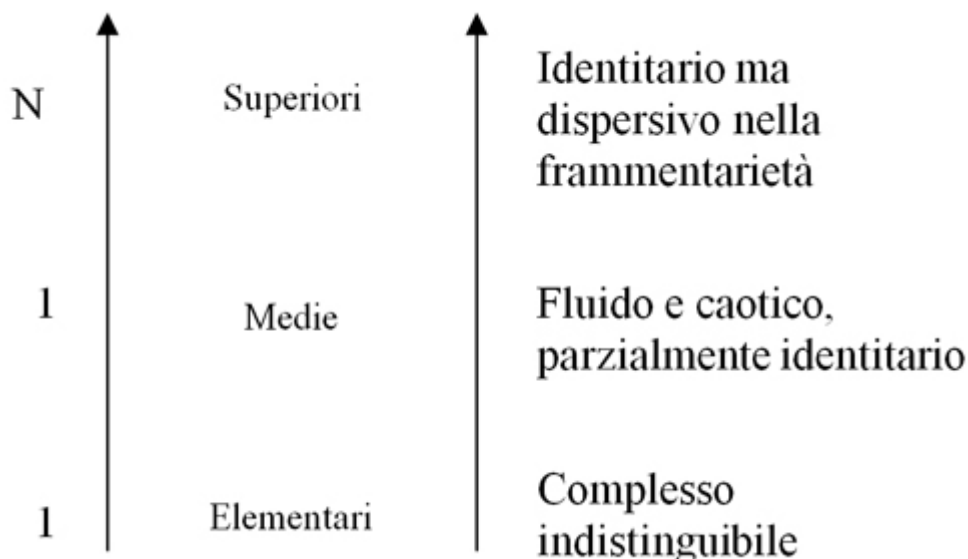 N
Superiori
Identitario ma
dispersivo nella
frammentarietà
1
Medie
Fluido e caotico,
parzialmente identitario
1
Elementari
Complesso
indistinguibile